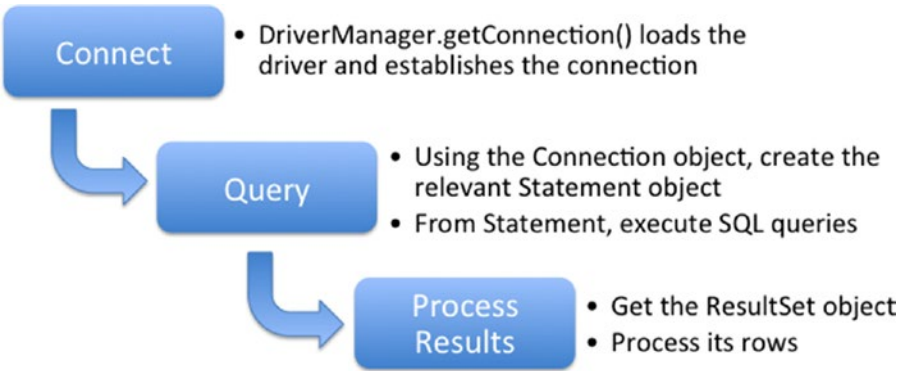 Connect
• DriverManager.getConnection() loads the
driver and establishes the connection
Query
• Using the Connection object, create the
relevant Statement object
• From Statement, execute SQL queries
Process
Results
• Get the ResultSet object
• Process its rows